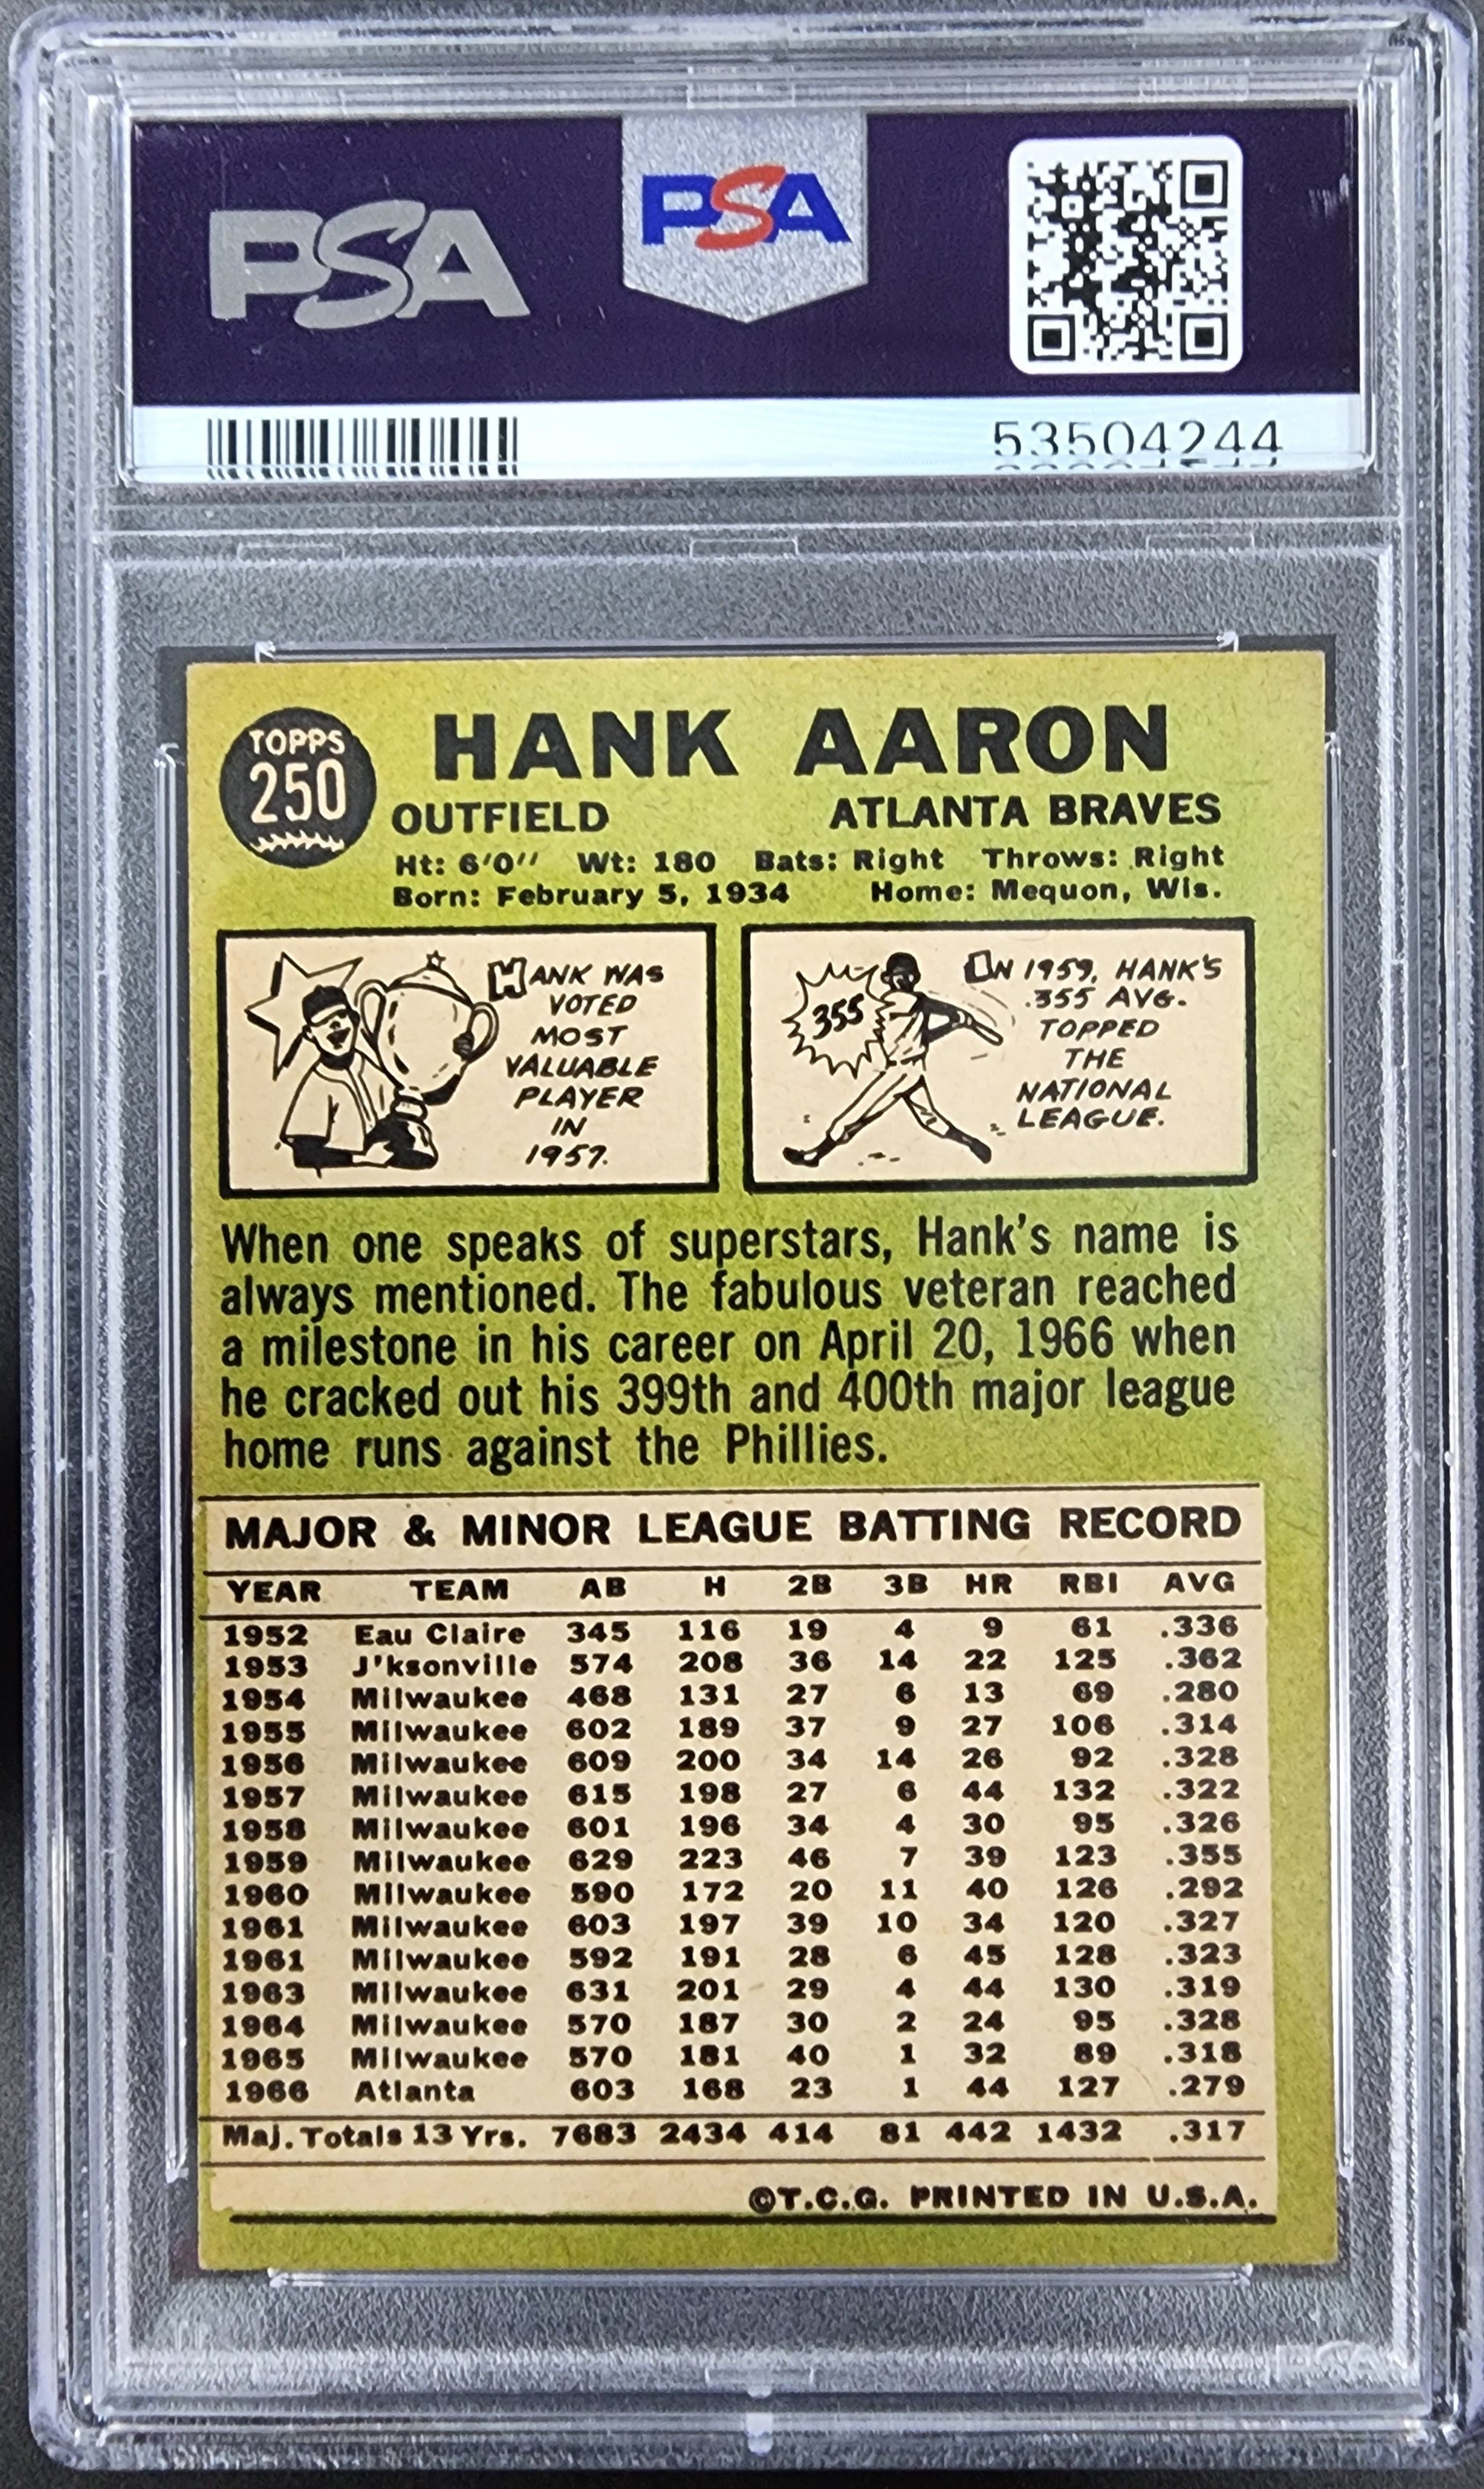 PSA
PSA
53504244
TOPPS
250
HANK AARON
OUTFIELD ATLANTA BRAVES
Ht: 6'0" Wt: 180 Bats: Right Throws: Right
Born: February 5, 1934 Home: Mequon, Wis.
HANK WAS
VOTED
MOST
VALUABLE
PLAYER
IN
1957.
355
IN 1959, HANK'S
.355 AVG.
TOPPED
THE
NATIONAL
LEAGUE.
When one speaks of superstars, Hank's name is
always mentioned. The fabulous veteran reached
a milestone in his career on April 20, 1966 when
he cracked out his 399th and 400th major league
home runs against the Phillies.
MAJOR & MINOR LEAGUE BATTING RECORD
YEAR TEAM AB H 2B 3B HR RBI AVG
1952 Eau Claire 345 116 19 4 9 61 .336
1953 J'ksonville 574 208 36 14 22 125 .362
1954 Milwaukee 468 131 27 6 13 69 .280
1955 Milwaukee 602 189 37 9 27 106 .314
1956 Milwaukee 609 200 34 14 26 92 .328
1957 Milwaukee 615 198 27 6 44 132 .322
1958 Milwaukee 601 196 34 4 30 95 .326
1959 Milwaukee 629 223 46 7 39 123 .355
1960 Milwaukee 590 172 20 11 40 126 .292
1961 Milwaukee 603 197 39 10 34 120 .327
1961 Milwaukee 592 191 28 6 45 128 .323
1963 Milwaukee 631 201 29 4 44 130 .319
1964 Milwaukee 570 187 30 2 24 95 .328
1965 Milwaukee 570 181 40 1 32 89 .318
1966 Atlanta 603 168 23 1 44 127 .279
Maj. Totals 13 Yrs. 7683 2434 414 81 442 1432 .317
©T.C.G. PRINTED IN U.S.A.
PSA